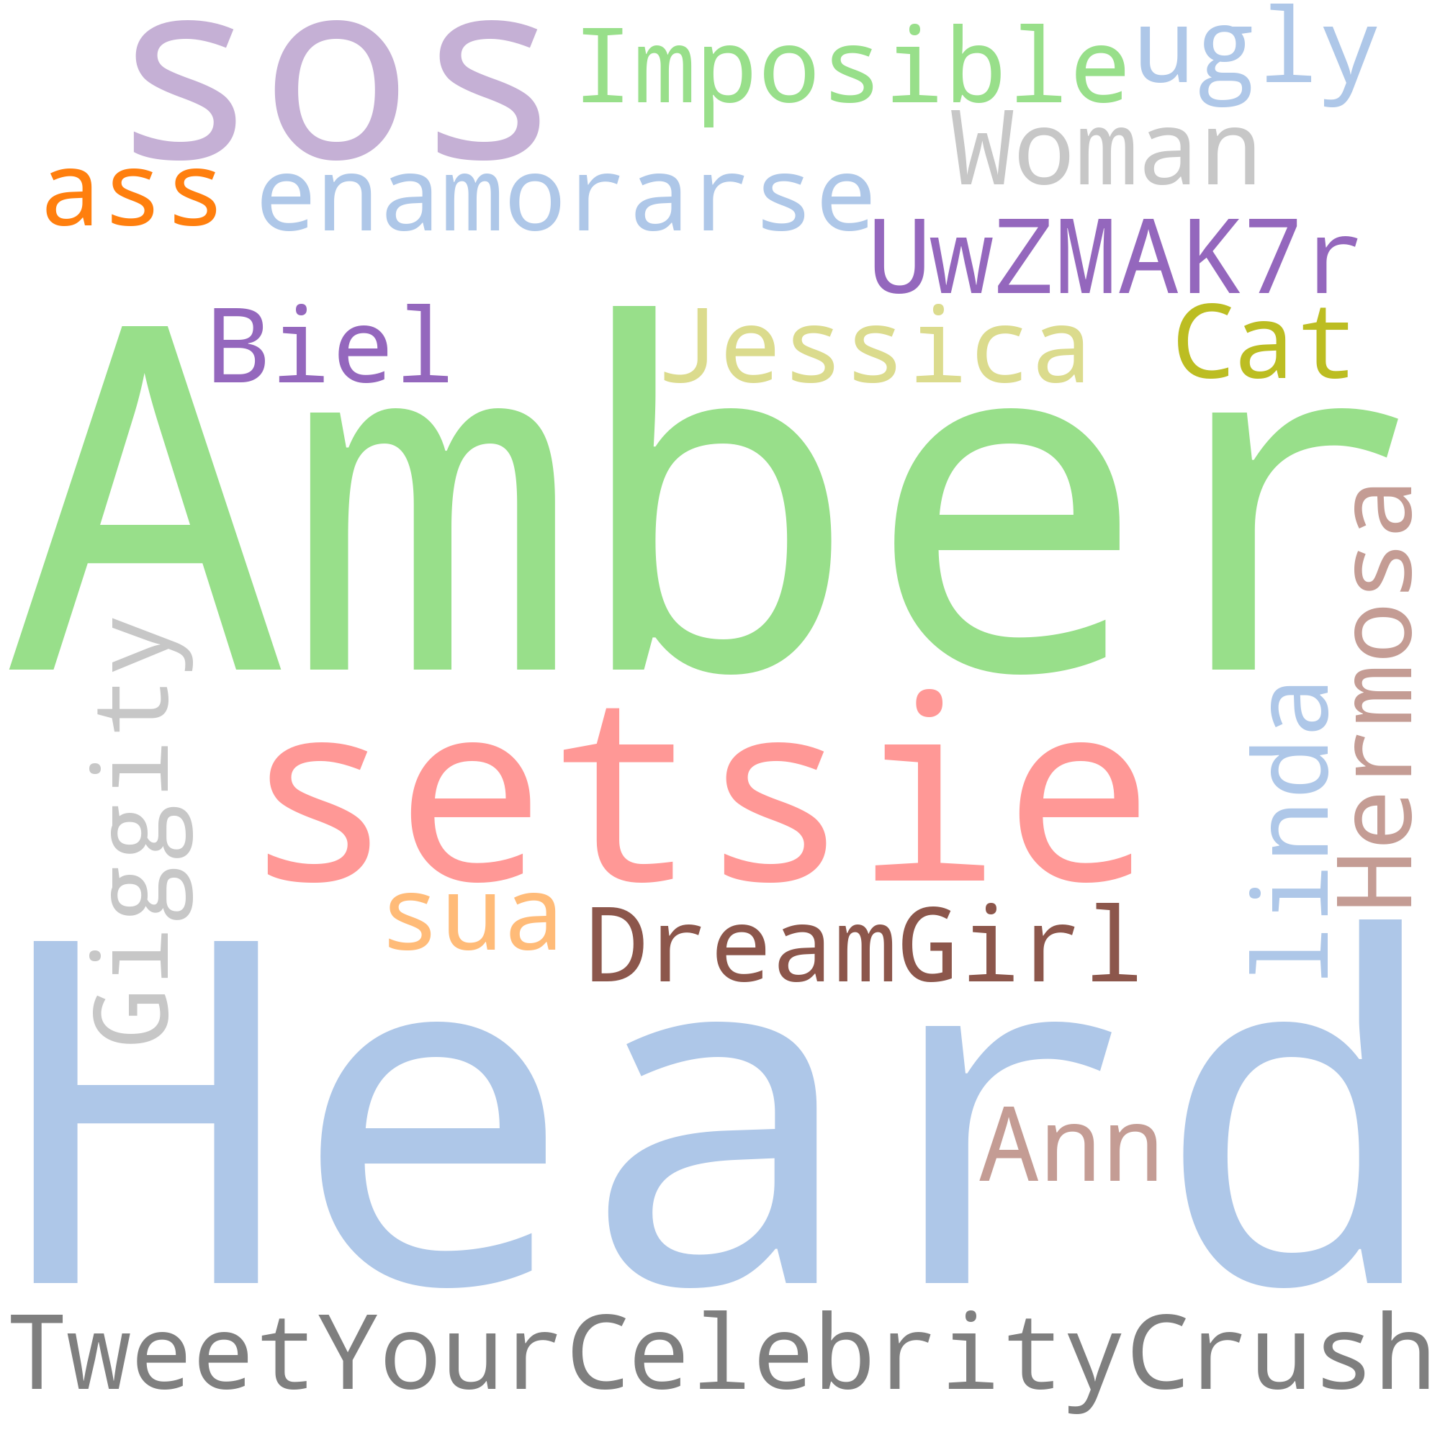 sos Imposible ugly
Woman
ass enamorarse
UwZMAK7r
Biel Jessica Cat
Amber
Hermosa
Giggity
setsie
linda
sua DreamGirl
Heard
Ann
TweetYourCelebrityCrush